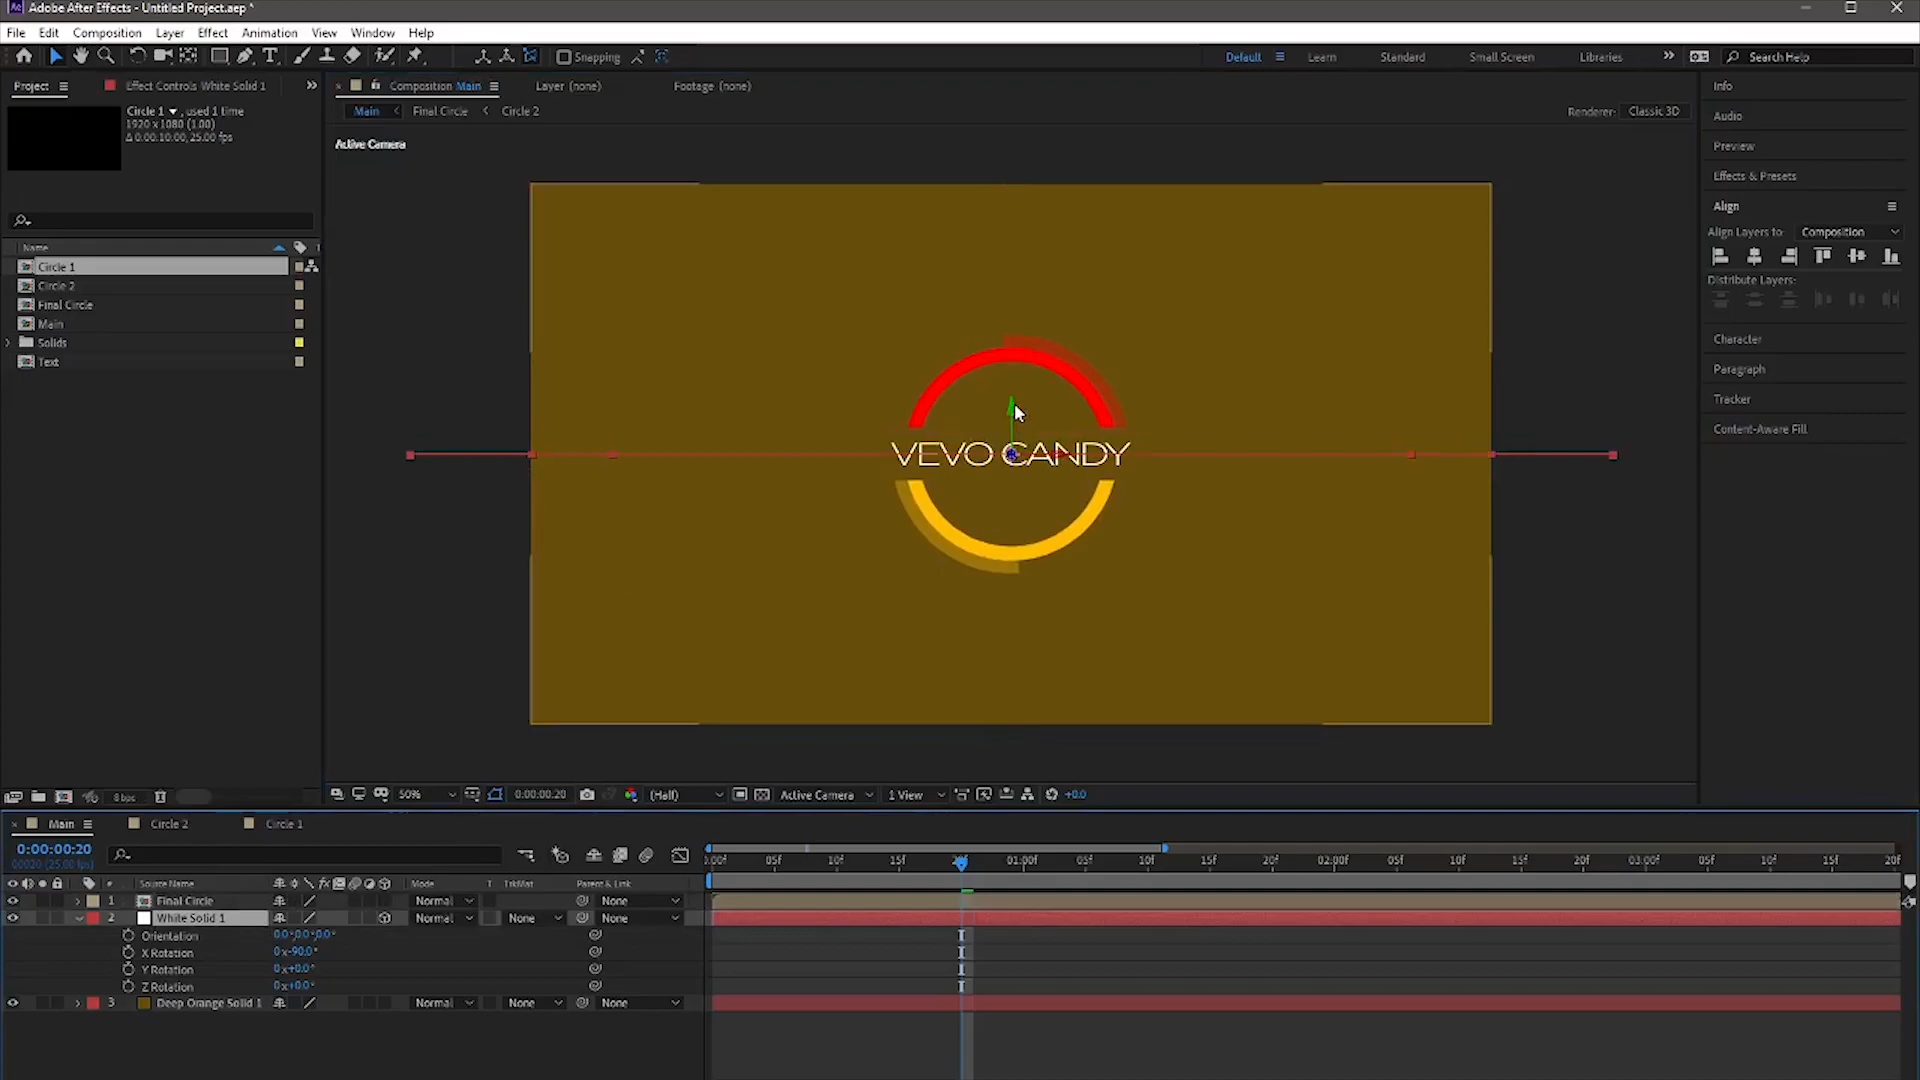 Ae Adobe After Effects - Untitled Project.aep *
File Edit Composition Layer Effect Animation View Window Help
Snapping Default Learn Standard Small Screen Libraries Search Help
Project Effect Controls White Solid 1 Composition Main Layer (none) Footage (none)
Circle 1 , used 1 time
1920 x 1080 (1.00)
Δ 0:00:10:00, 25.00 fps
Main Final Circle Circle 2 Renderer: Classic 3D
Active Camera
Name
Circle 1
Circle 2
Final Circle
Main
Solids
Text
VEVO CANDY
Info
Audio
Preview
Effects & Presets
Align
Align Layers to: Composition
Distribute Layers:
Character
Paragraph
Tracker
Content-Aware Fill
8 bpc 50% 0:00:00:20 (Half) Active Camera 1 View +0.0
Main Circle 2 Circle 1
0:00:00:20
00020 (25.00 fps)
05f 10f 15f 01:00f 05f 10f 15f 20f 02:00f 05f 10f 15f 20f 03:00f 05f 10f 15f 20f
# Source Name Mode T TrkMat Parent & Link
1 Final Circle Normal None
2 White Solid 1 Normal None None
Orientation 0.0°,0.0°,0.0°
X Rotation 0 x-90.0°
Y Rotation 0 x+0.0°
Z Rotation 0 x+0.0°
3 Deep Orange Solid 1 Normal None None